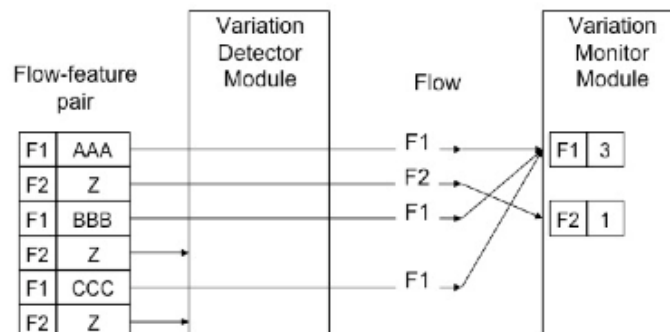 Variation
Detector
Module
Variation
Monitor
Module
Flow-feature
pair
Flow
F1 AAA
F2 Z
F1 BBB
F2 Z
F1 CCC
F2 Z
F1
F2
F1
F1
F1 3
F2 1